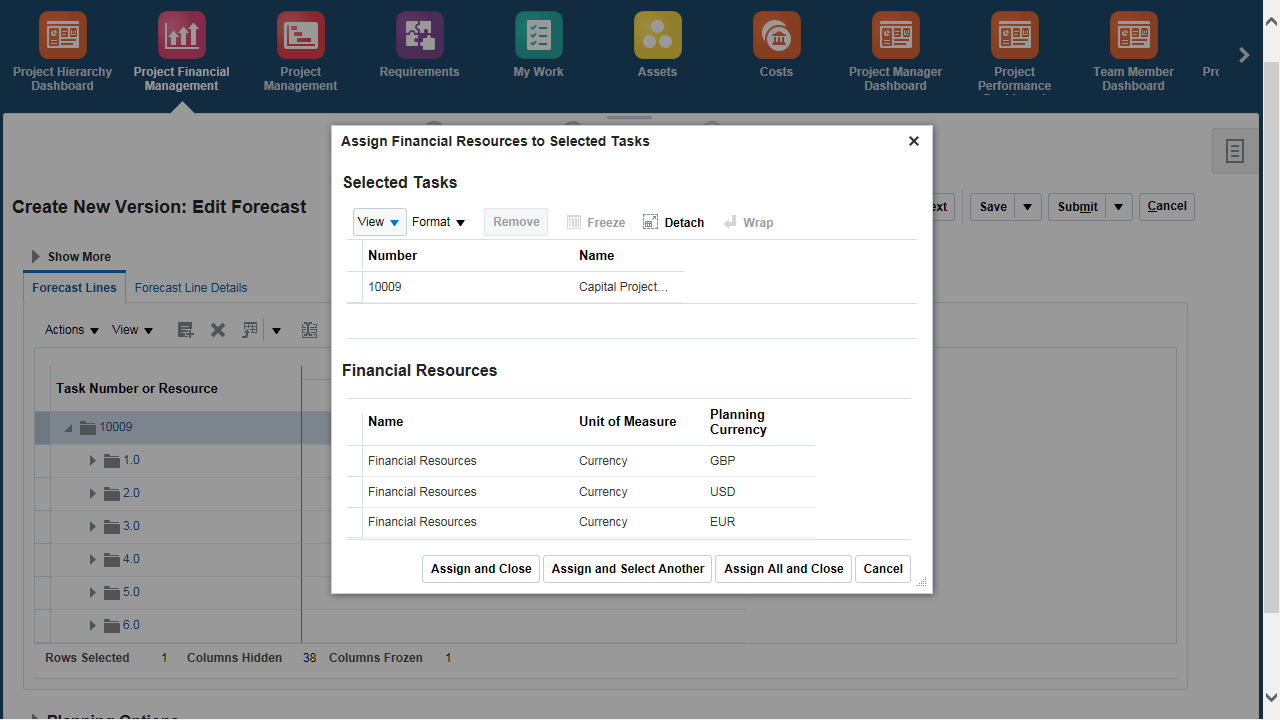 Project Hierarchy
Dashboard
Project Financial
Management
Project
Management
Requirements
My Work
Assets
Costs
Project Manager
Dashboard
Project
Performance
Team Member
Dashboard
Assign Financial Resources to Selected Tasks
Selected Tasks
Create New Version: Edit Forecast
Save
Submit
Cancel
View
Format
Remove
Freeze
Detach
Wrap
Show More
Number
Name
Forecast Lines
Forecast Line Details
10009
Capital Project...
Actions
View
Financial Resources
Task Number or Resource
Name
Unit of Measure
Planning
Currency
10009
1.0
Financial Resources
Currency
GBP
2.0
Financial Resources
Currency
USD
3.0
Financial Resources
Currency
EUR
4.0
Assign and Close
Assign and Select Another
Assign All and Close
Cancel
5.0
6.0
Rows Selected 1 Columns Hidden 38 Columns Frozen 1
Planning Options